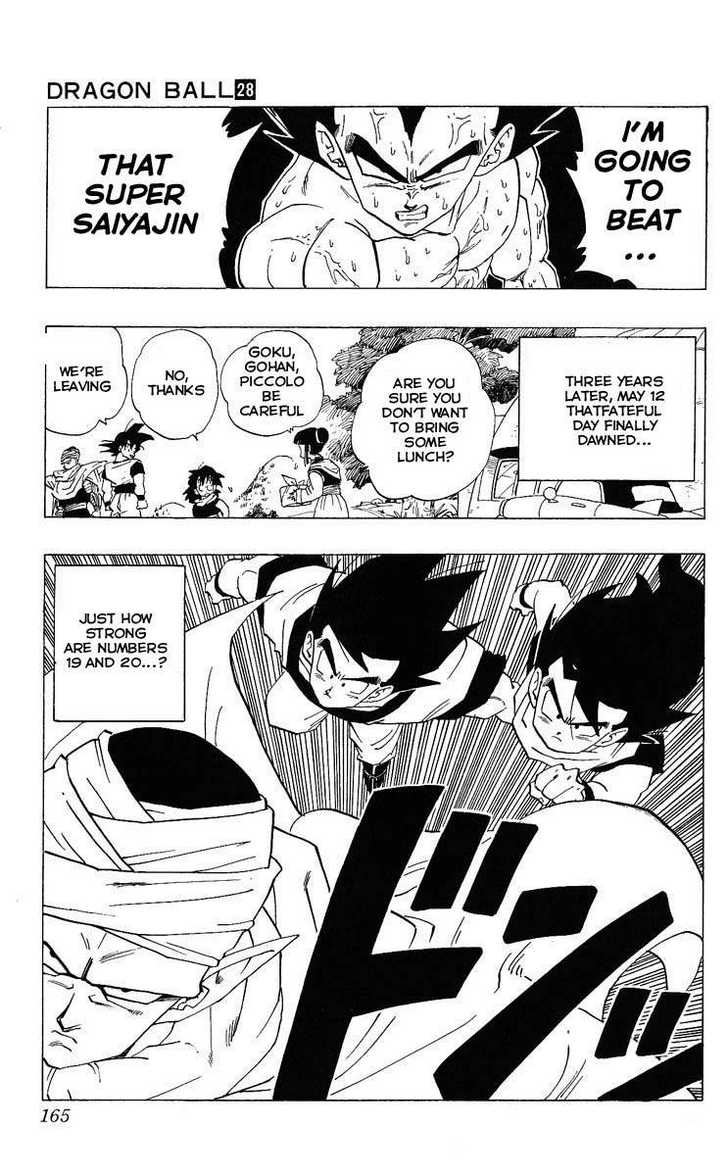 DRAGON BALL 28
I'M
GOING
TO
BEAT
...
THAT
SUPER
SAIYAJIN
THREE YEARS
LATER, MAY 12
THATFATEFUL
DAY FINALLY
DAWNED...
ARE YOU
SURE YOU
DON'T WANT
TO BRING
SOME
LUNCH?
GOKU,
GOHAN,
PICCOLO
BE
CAREFUL
NO,
THANKS
WE'RE
LEAVING
JUST HOW
STRONG
ARE NUMBERS
19 AND 20...?
ドン
165